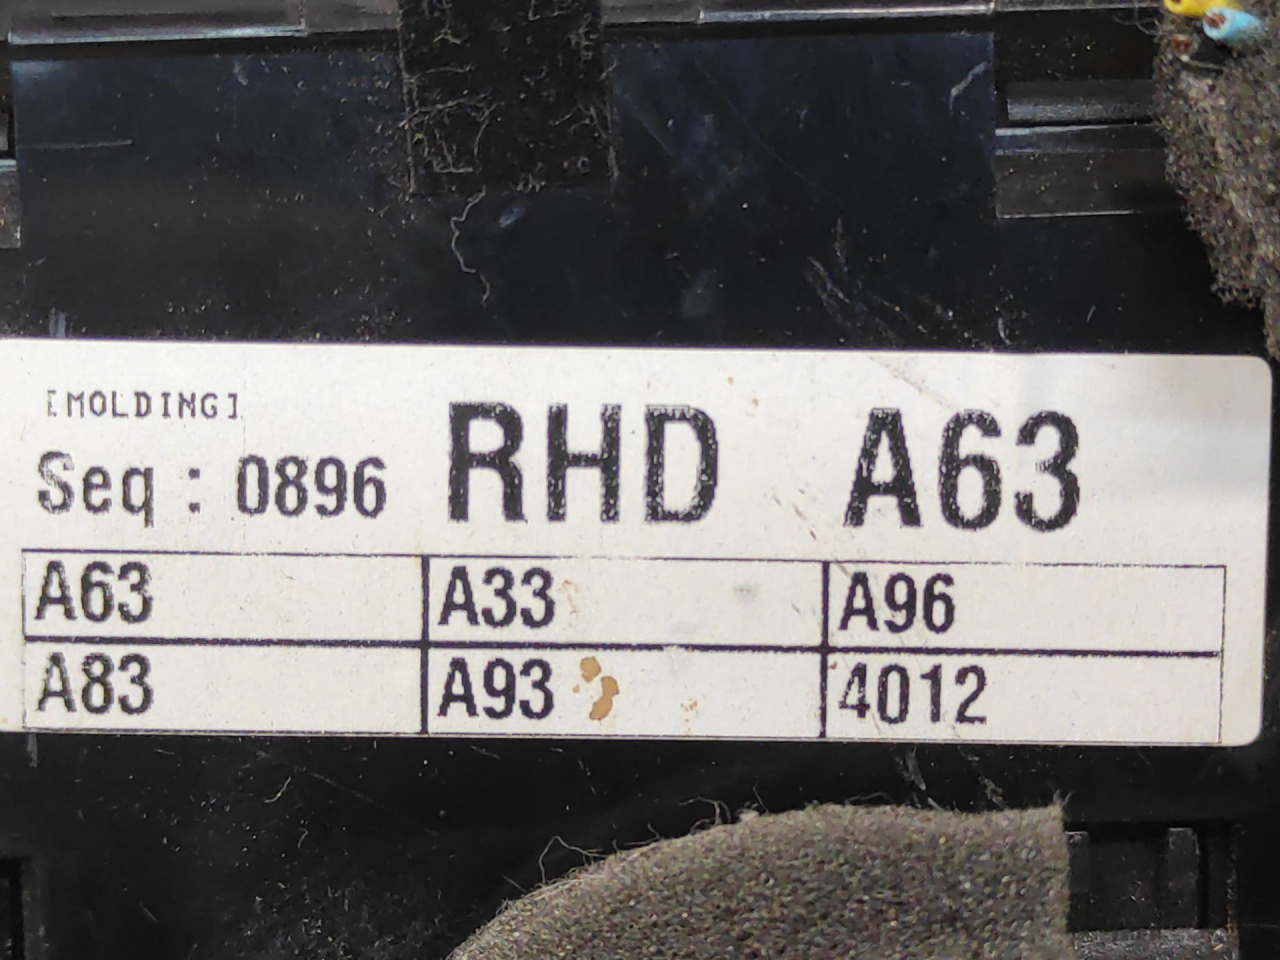 [MOLDING]
Seq : 0896 RHD A63
A63 A33 A96
A83 A93 4012